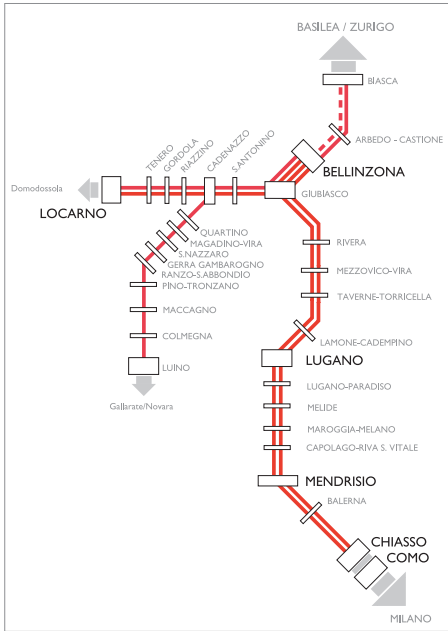 BASILEA / ZURIGO
BIASCA
ARBEDO - CASTIONE
BELLINZONA
TENERO
GORDOLA
RIAZZINO
CADENAZZO
S.ANTONINO
GIUBIASCO
Domodossola
LOCARNO
QUARTINO
MAGADINO-VIRA
S.NAZZARO
GERRA GAMBAROGNO
RANZO-S.ABBONDIO
PINO-TRONZANO
MACCAGNO
COLMEGNA
LUINO
Gallarate/Novara
RIVERA
MEZZOVICO-VIRA
TAVERNE-TORRICELLA
LAMONE-CADEMPINO
LUGANO
LUGANO-PARADISO
MELIDE
MAROGGIA-MELANO
CAPOLAGO-RIVA S. VITALE
MENDRISIO
BALERNA
CHIASSO
COMO
MILANO